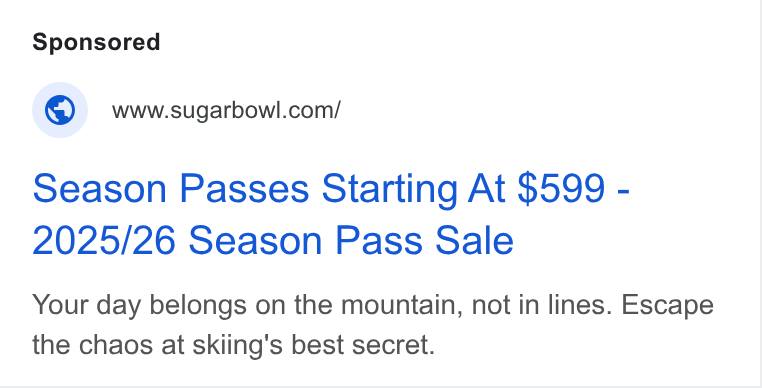 Sponsored
www.sugarbowl.com/
Season Passes Starting At $599 -
2025/26 Season Pass Sale
Your day belongs on the mountain, not in lines. Escape
the chaos at skiing's best secret.